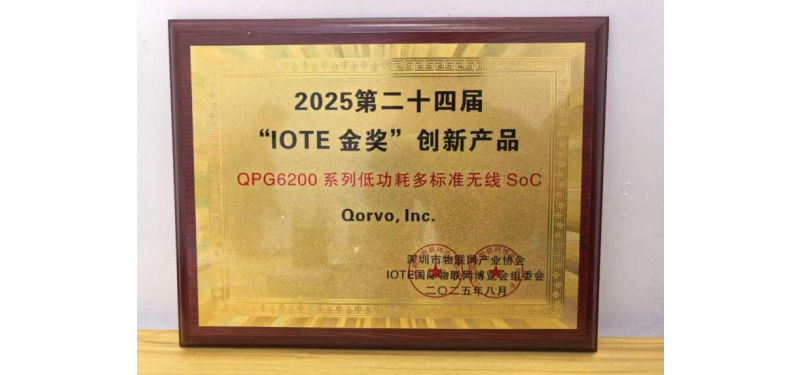 2025第二十四届
“IOTE 金奖”创新产品
QPG6200 系列低功耗多标准无线 SoC
Qorvo, Inc.
深圳市物联网产业协会
IOTE国际物联网博览会组委会
二〇二五年八月